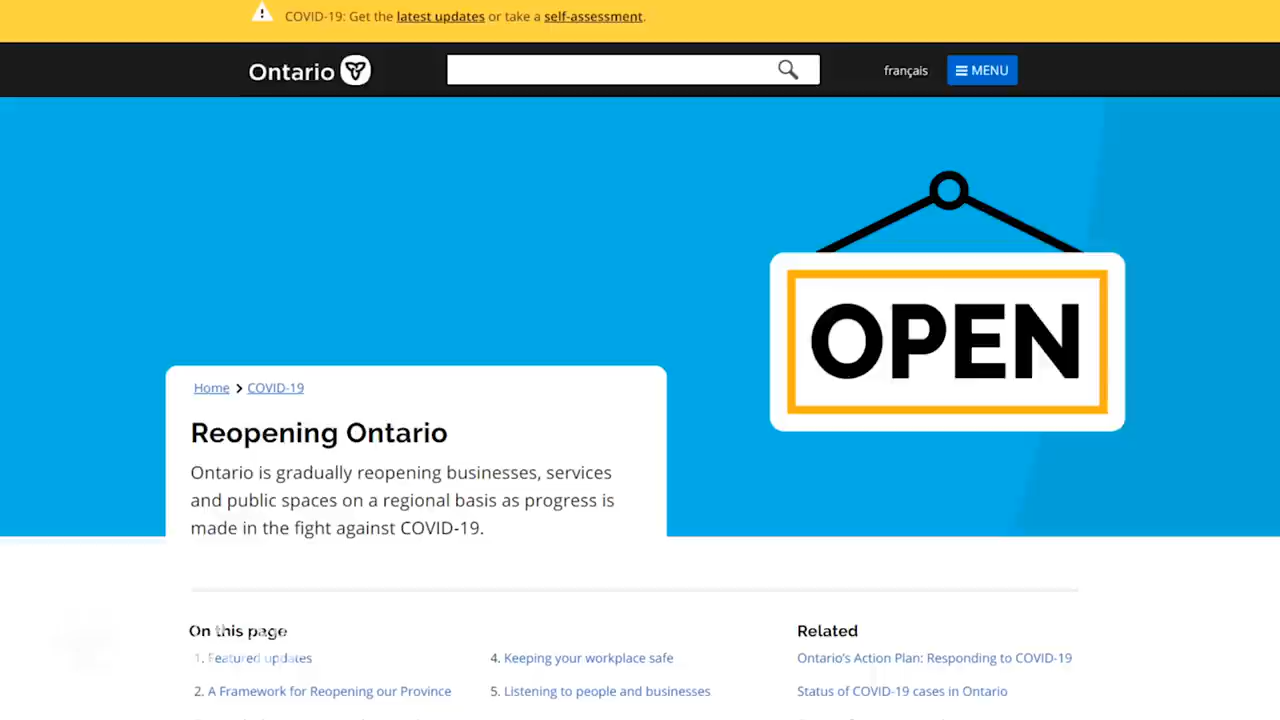 COVID-19: Get the latest updates or take a self-assessment.
Ontario
français
MENU
OPEN
Home
COVID-19
Reopening Ontario
Ontario is gradually reopening businesses, services
and public spaces on a regional basis as progress is
made in the fight against COVID-19.
On this page
1. Featured updates
2. A Framework for Reopening our Province
4. Keeping your workplace safe
5. Listening to people and businesses
Related
Ontario's Action Plan: Responding to COVID-19
Status of COVID-19 cases in Ontario